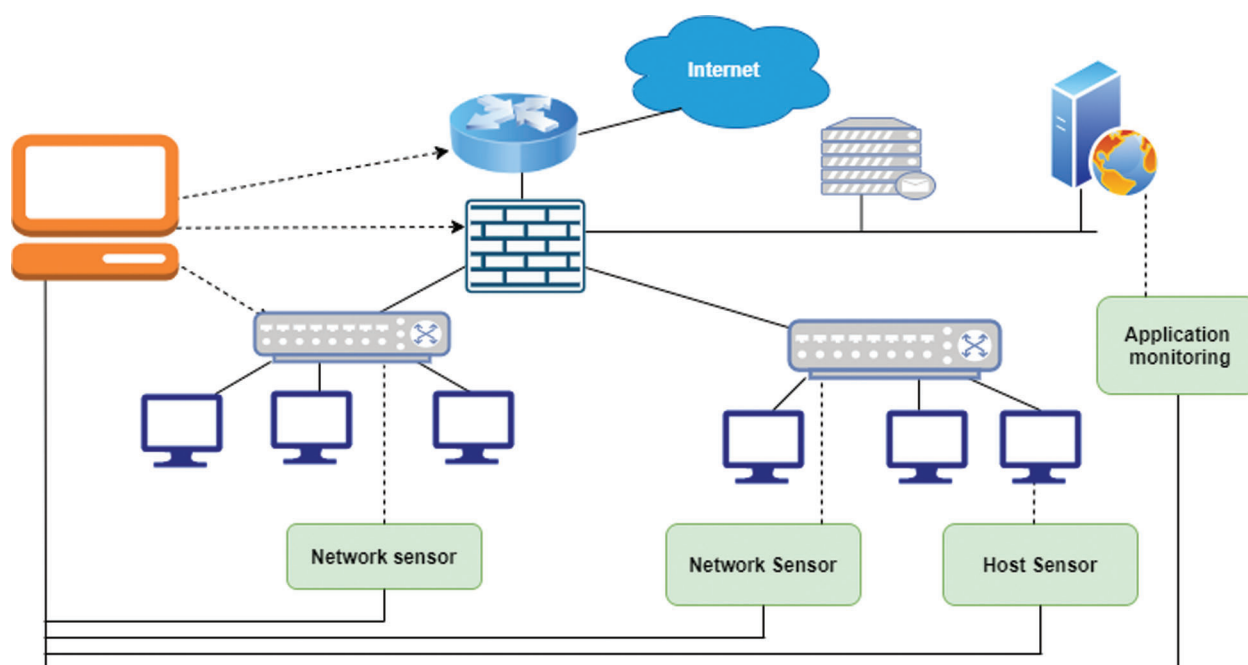 Internet
Application
monitoring
Network sensor
Network Sensor
Host Sensor